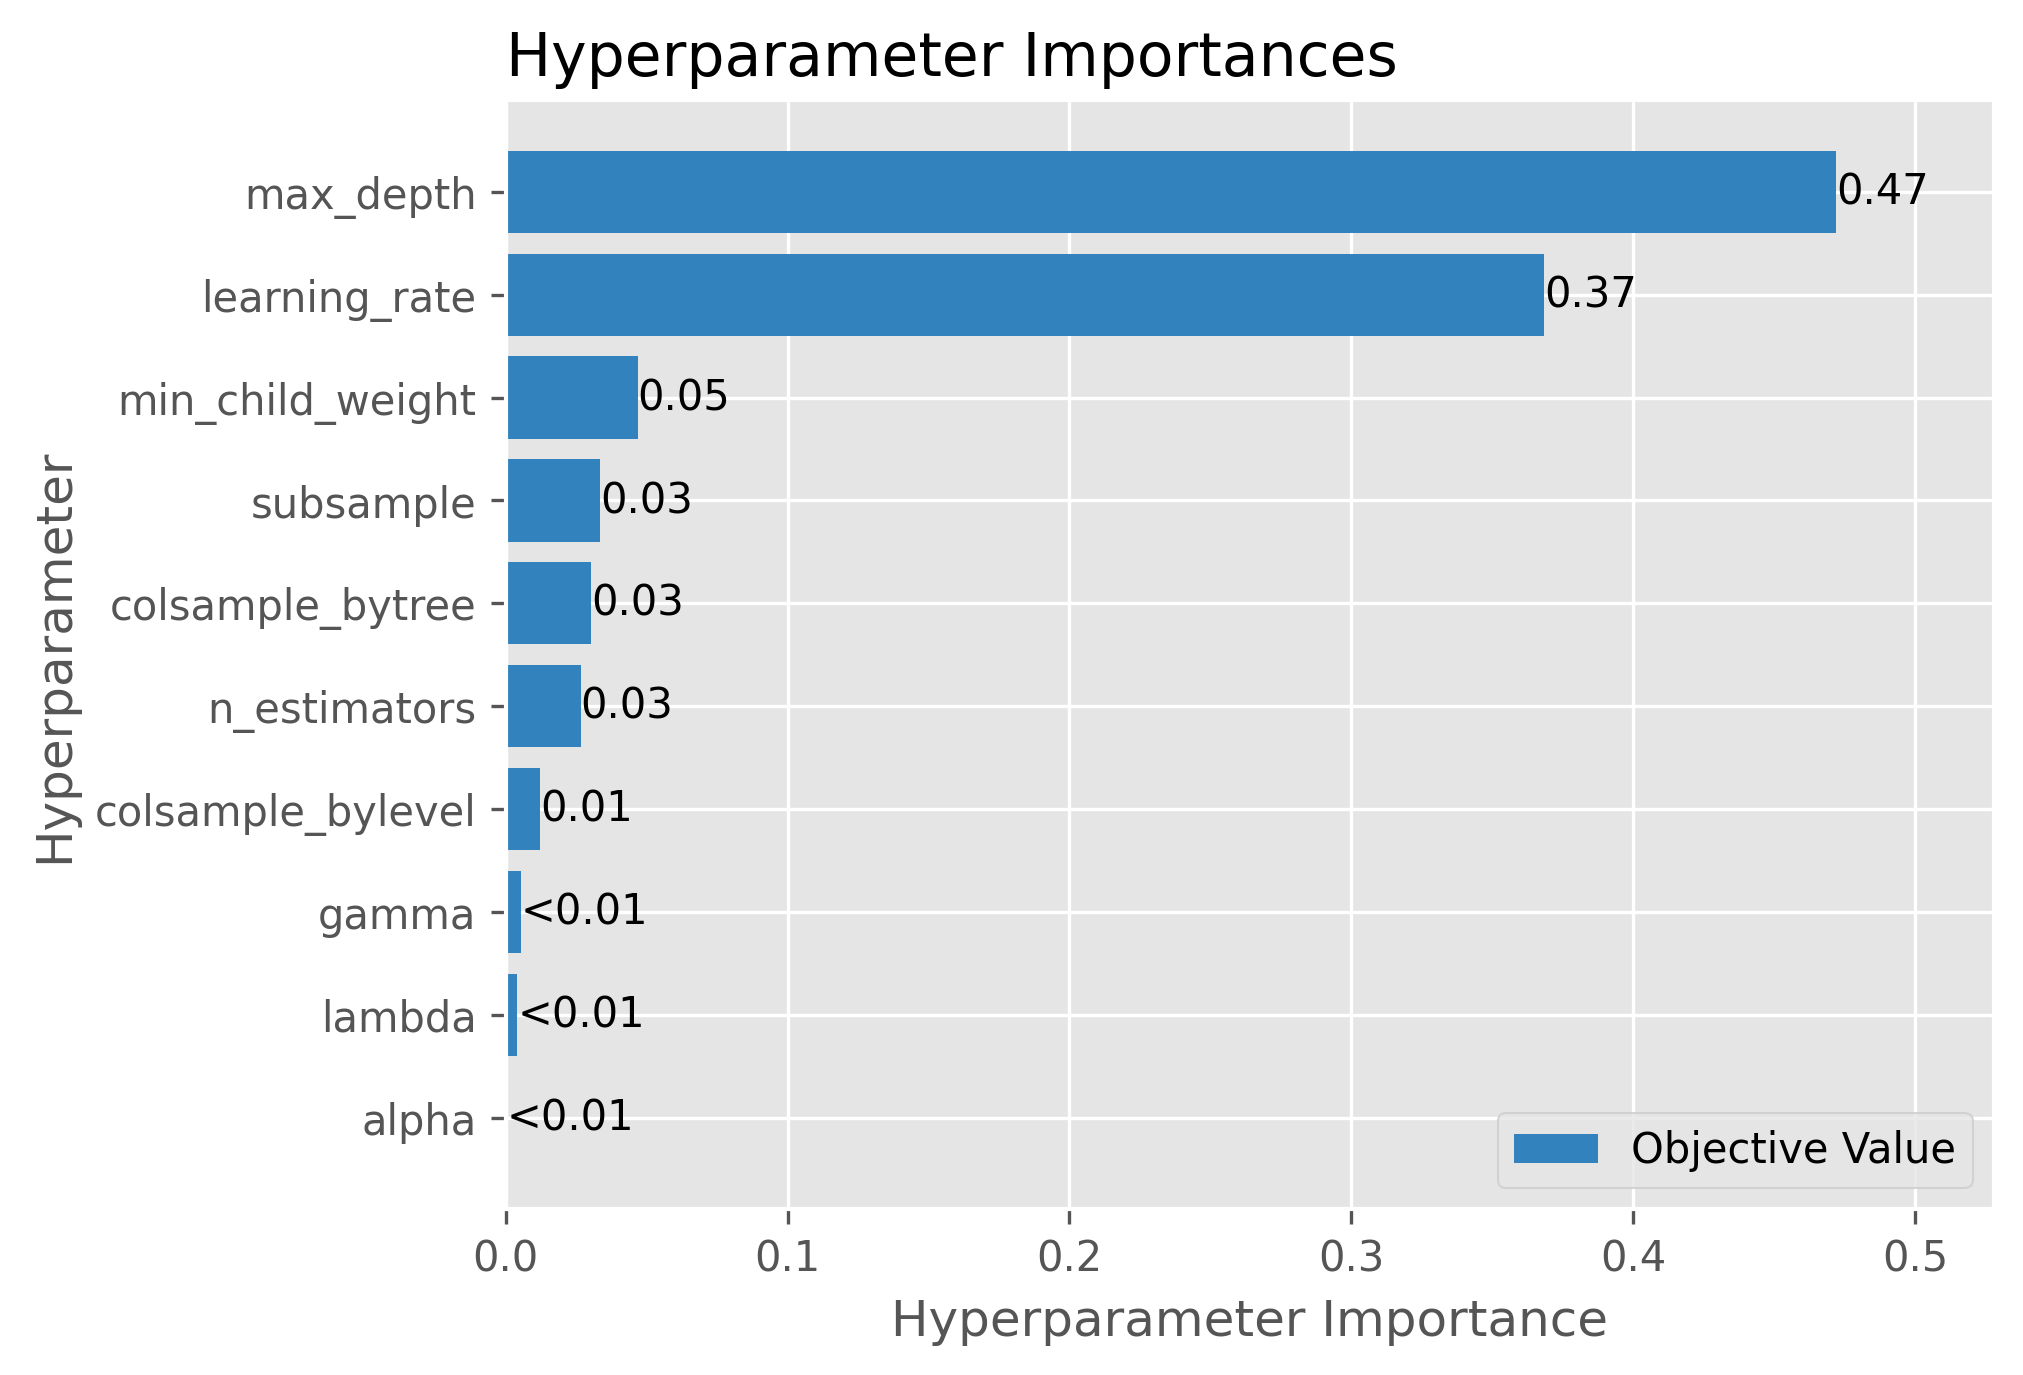 Hyperparameter Importances
max_depth
0.47
learning_rate
0.37
min_child_weight
0.05
subsample
0.03
colsample_bytree
0.03
n_estimators
0.03
colsample_bylevel
0.01
gamma
<0.01
lambda
<0.01
alpha
<0.01
Hyperparameter
Objective Value
0.0 0.1 0.2 0.3 0.4 0.5
Hyperparameter Importance